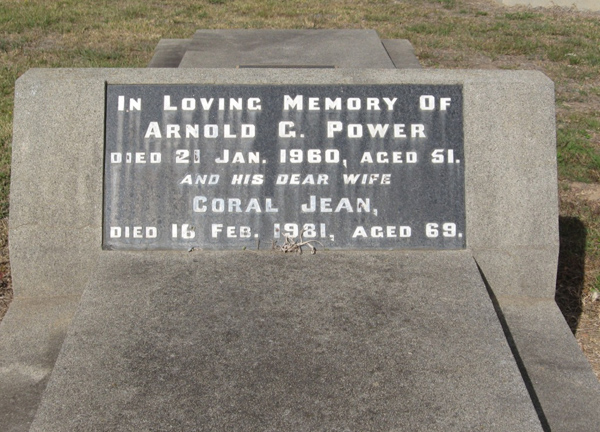 In Loving Memory Of
Arnold G. Power
died 21 Jan. 1960, aged 51.
and his dear wife
Coral Jean,
died 16 Feb. 1981, aged 69.